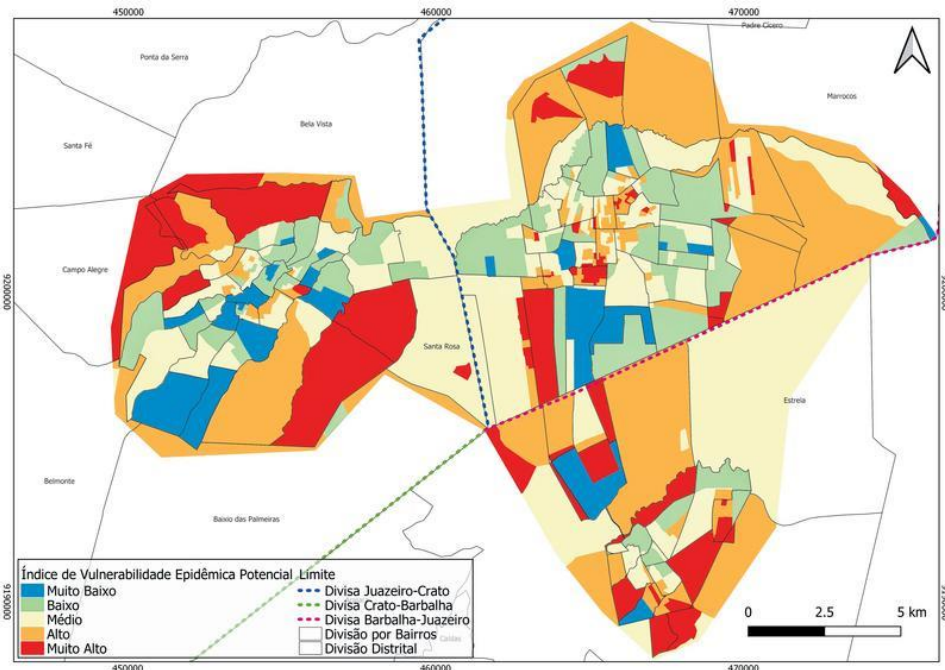 450000
460000
470000
Padre Cícero
Ponta da Serra
Marrocos
Bela Vista
Santa Fé
Campo Alegre
9200000
Santa Rosa
Estrela
Belmonte
Baixio das Palmeiras
Índice de Vulnerabilidade Epidêmica Potencial
Muito Baixo
Baixo
Médio
Alto
Muito Alto
Limite
Divisa Juazeiro-Crato
Divisa Crato-Barbalha
Divisa Barbalha-Juazeiro
Divisão por Bairros
Divisão Distrital
Caldas
9190000
0
2.5
5 km
450000
460000
470000